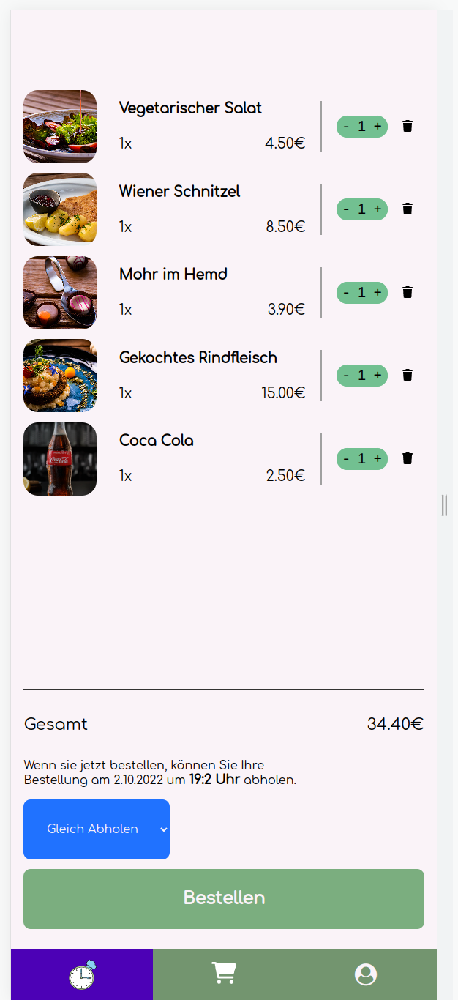 Vegetarischer Salat
1x 4.50€
- 1 +
Wiener Schnitzel
1x 8.50€
- 1 +
Mohr im Hemd
1x 3.90€
- 1 +
Gekochtes Rindfleisch
1x 15.00€
- 1 +
Coca Cola
1x 2.50€
- 1 +
Coca-Cola
Gesamt 34.40€
Wenn sie jetzt bestellen, können Sie Ihre
Bestellung am 2.10.2022 um 19:2 Uhr abholen.
Gleich Abholen
Bestellen